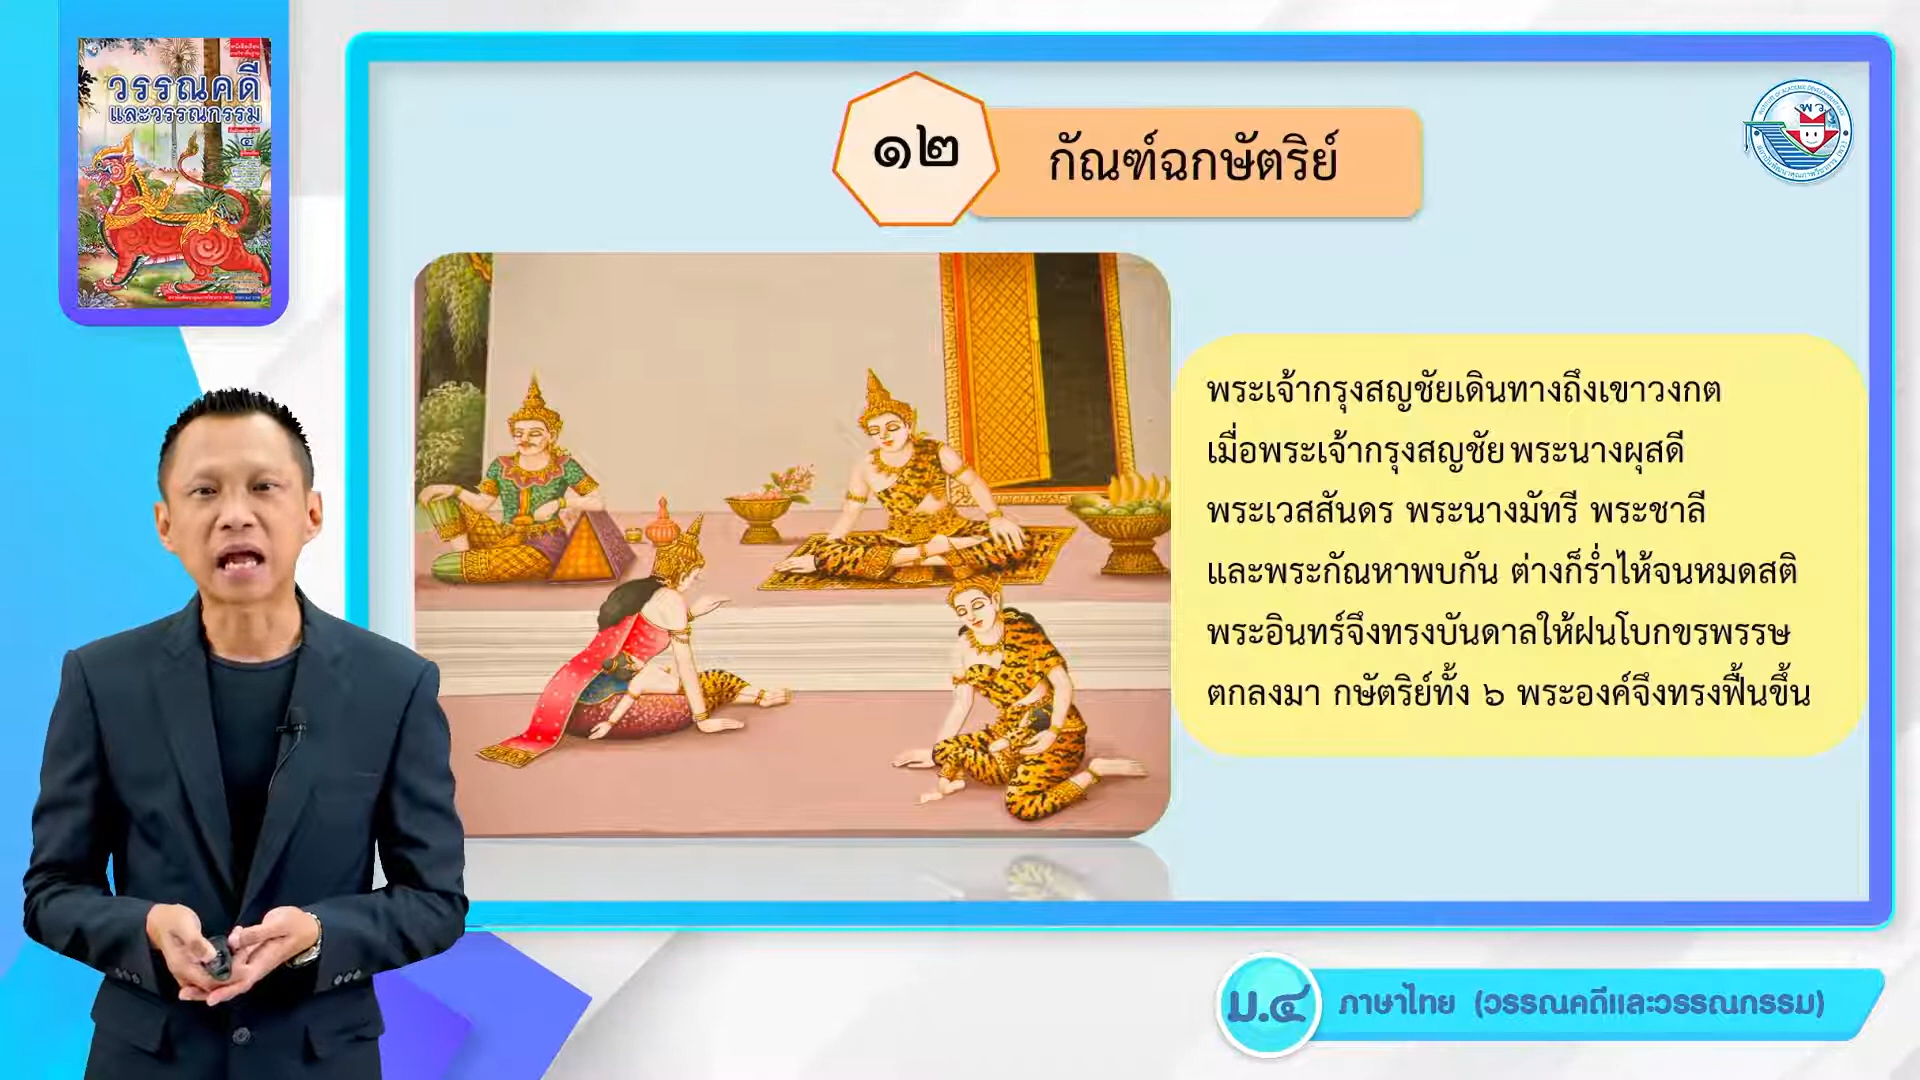 วรรณคดี
และวรรณกรรม
๑๒
กัณฑ์ฉกษัตริย์
พว
พระเจ้ากรุงสญชัยเดินทางถึงเขาวงกต
เมื่อพระเจ้ากรุงสญชัย พระนางผุสดี
พระเวสสันดร พระนางมัทรี พระชาลี
และพระกัณหาพบกัน ต่างก็ร่ำไห้จนหมดสติ
พระอินทร์จึงทรงบันดาลให้ฝนโบกขรพรรษ
ตกลงมา กษัตริย์ทั้ง ๖ พระองค์จึงทรงฟื้นขึ้น
ม.๔ ภาษาไทย (วรรณคดีและวรรณกรรม)